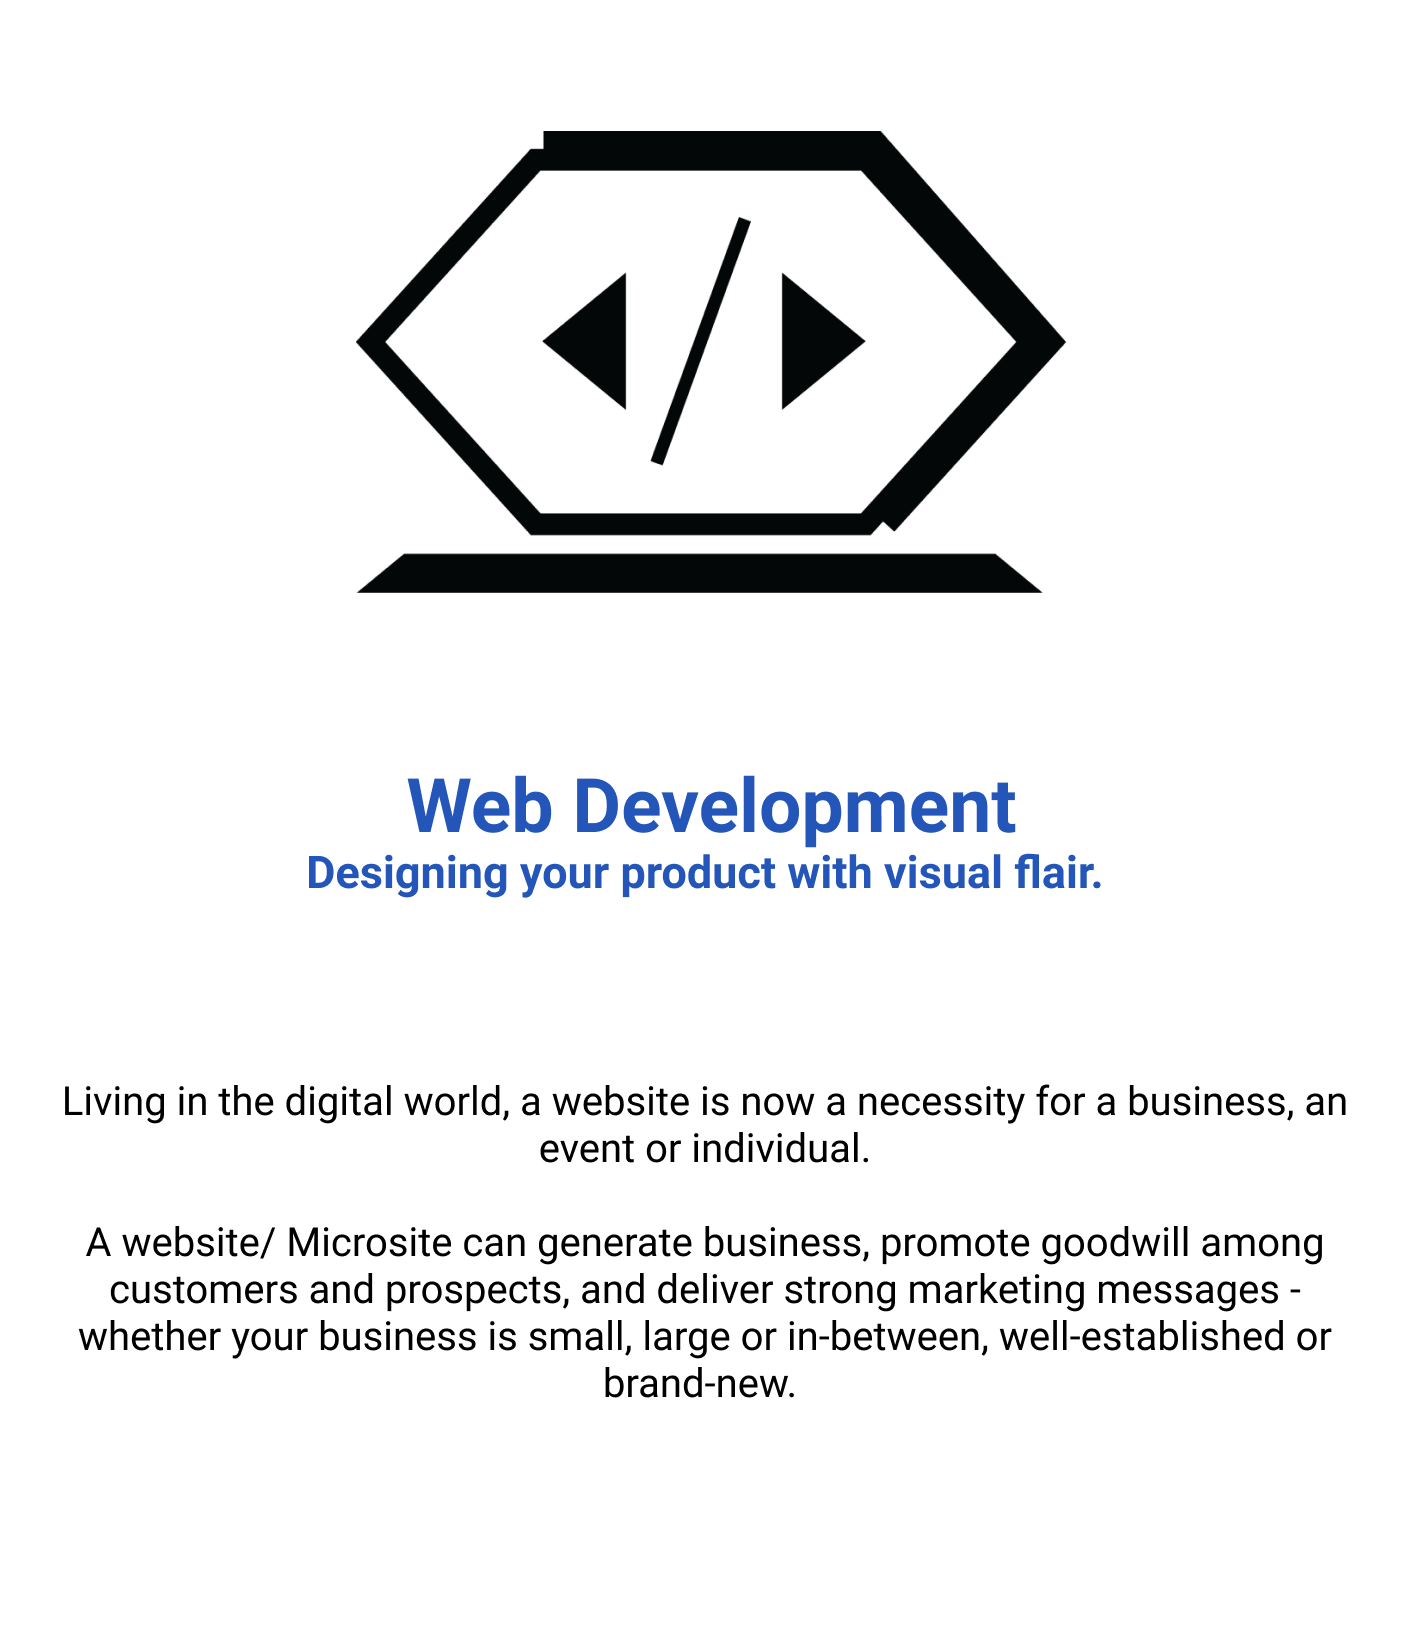 Web Development
Designing your product with visual flair.
Living in the digital world, a website is now a necessity for a business, an
event or individual.
A website/ Microsite can generate business, promote goodwill among
customers and prospects, and deliver strong marketing messages -
whether your business is small, large or in-between, well-established or
brand-new.